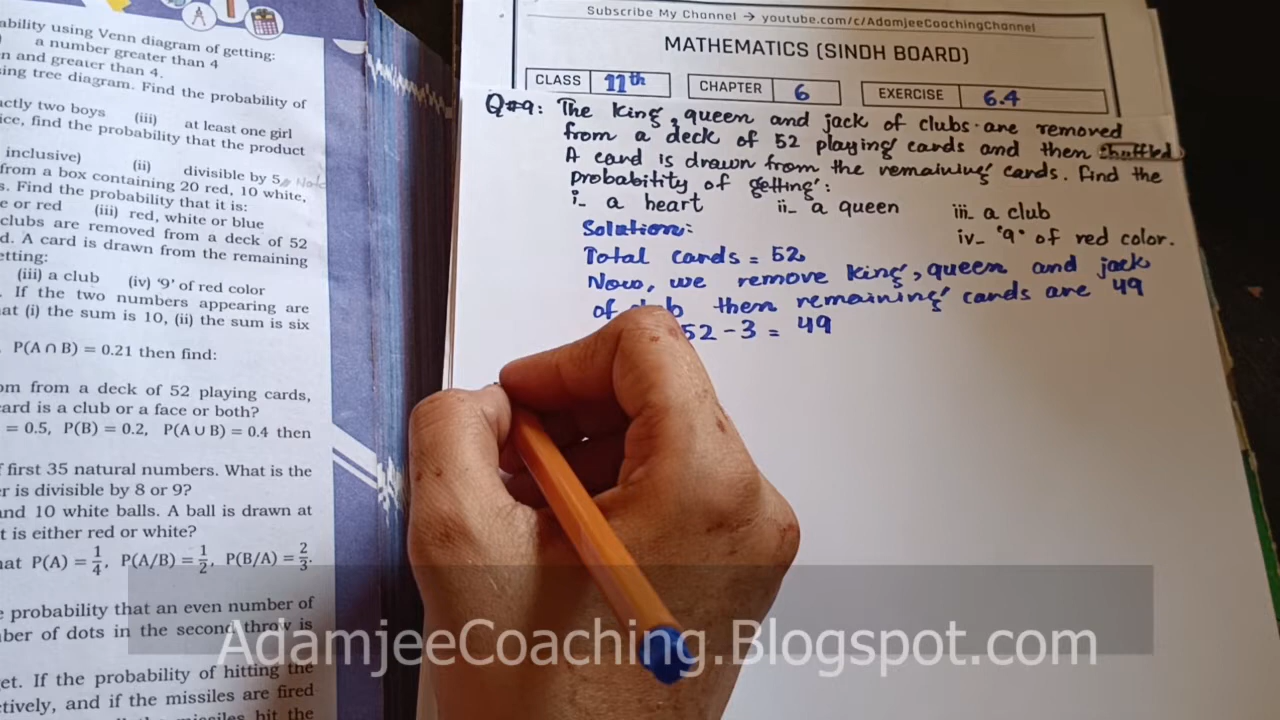 ability using Venn diagram of getting:
a number greater than 4
n and greater than 4.
ing tree diagram. Find the probability of
actly two boys (iii) at least one girl
ice, find the probability that the product
inclusive) (ii) divisible by 5.
from a box containing 20 red, 10 white,
s. Find the probability that it is:
e or red (iii) red, white or blue
clubs are removed from a deck of 52
d. A card is drawn from the remaining
etting:
(iii) a club (iv) '9' of red color
. If the two numbers appearing are
at (i) the sum is 10, (ii) the sum is six
P(A∩B) = 0.21 then find:
om from a deck of 52 playing cards,
card is a club or a face or both?
= 0.5, P(B) = 0.2, P(A∪B) = 0.4 then
f first 35 natural numbers. What is the
r is divisible by 8 or 9?
and 10 white balls. A ball is drawn at
t is either red or white?
at P(A) = 1/4, P(A/B) = 1/2, P(B/A) = 2/3.
e probability that an even number of
ber of dots in the second throw is
et. If the probability of hitting the
ctively, and if the missiles are fired
hit the
Subscribe My Channel → youtube.com/c/AdamjeeCoachingChannel
MATHEMATICS (SINDH BOARD)
CLASS 11th CHAPTER 6 EXERCISE 6.4
Q#9: The king, queen and jack of clubs are removed
from a deck of 52 playing cards and then shuffled
A card is drawn from the remaining cards. Find the
probability of getting:
i- a heart ii- a queen iii- a club
iv- '9' of red color.
Solution:
Total cards = 52
Now, we remove king, queen and jack
of club then remaining cards are 49
52 - 3 = 49
AdamjeeCoaching.Blogspot.com